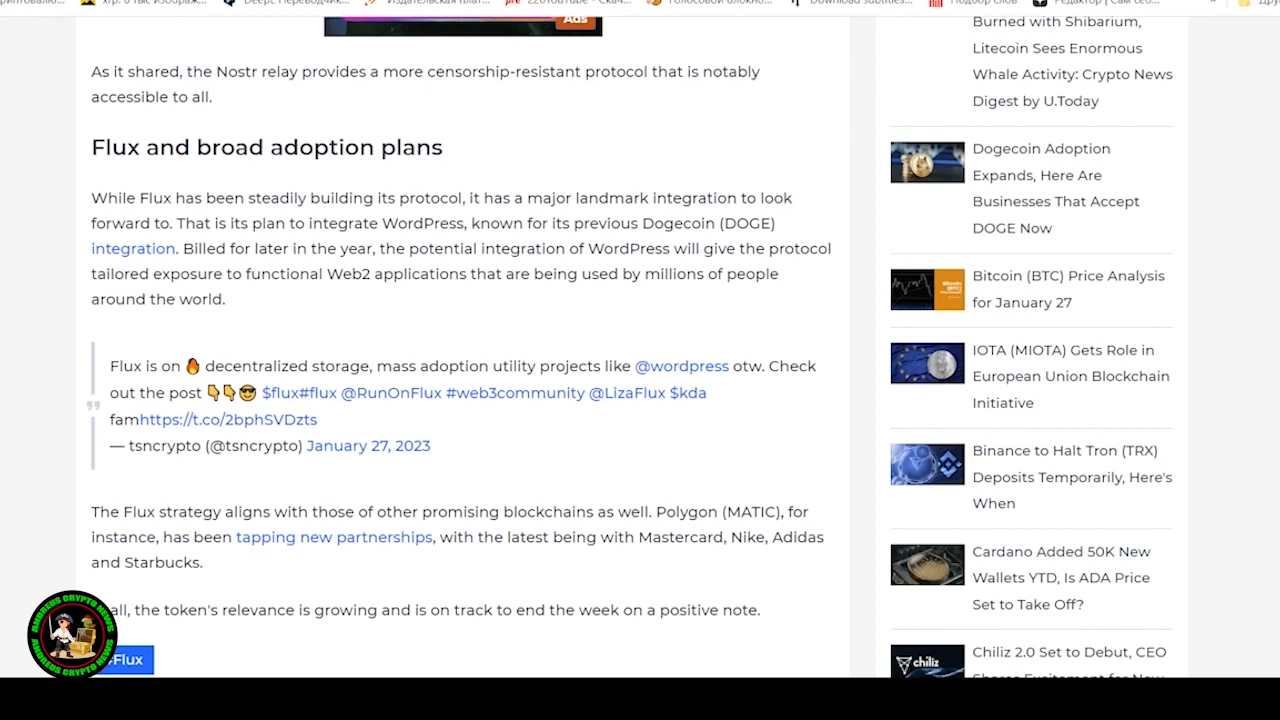 Ads
As it shared, the Nostr relay provides a more censorship-resistant protocol that is notably
accessible to all.
Flux and broad adoption plans
While Flux has been steadily building its protocol, it has a major landmark integration to look
forward to. That is its plan to integrate WordPress, known for its previous Dogecoin (DOGE)
integration. Billed for later in the year, the potential integration of WordPress will give the protocol
tailored exposure to functional Web2 applications that are being used by millions of people
around the world.
Flux is on 🔥 decentralized storage, mass adoption utility projects like @wordpress otw. Check
out the post 👇👇😎 $flux#flux @RunOnFlux #web3community @LizaFlux $kda
famhttps://t.co/2bphSVDzts
— tsncrypto (@tsncrypto) January 27, 2023
The Flux strategy aligns with those of other promising blockchains as well. Polygon (MATIC), for
instance, has been tapping new partnerships, with the latest being with Mastercard, Nike, Adidas
and Starbucks.
all, the token's relevance is growing and is on track to end the week on a positive note.
#Flux
ANDREUS CRYPTO NEWS
ANDREUS CRYPTO NEWS
Burned with Shibarium,
Litecoin Sees Enormous
Whale Activity: Crypto News
Digest by U.Today
Dogecoin Adoption
Expands, Here Are
Businesses That Accept
DOGE Now
Bitcoin (BTC) Price Analysis
for January 27
IOTA (MIOTA) Gets Role in
European Union Blockchain
Initiative
Binance to Halt Tron (TRX)
Deposits Temporarily, Here's
When
Cardano Added 50K New
Wallets YTD, Is ADA Price
Set to Take Off?
chiliz
Chiliz 2.0 Set to Debut, CEO